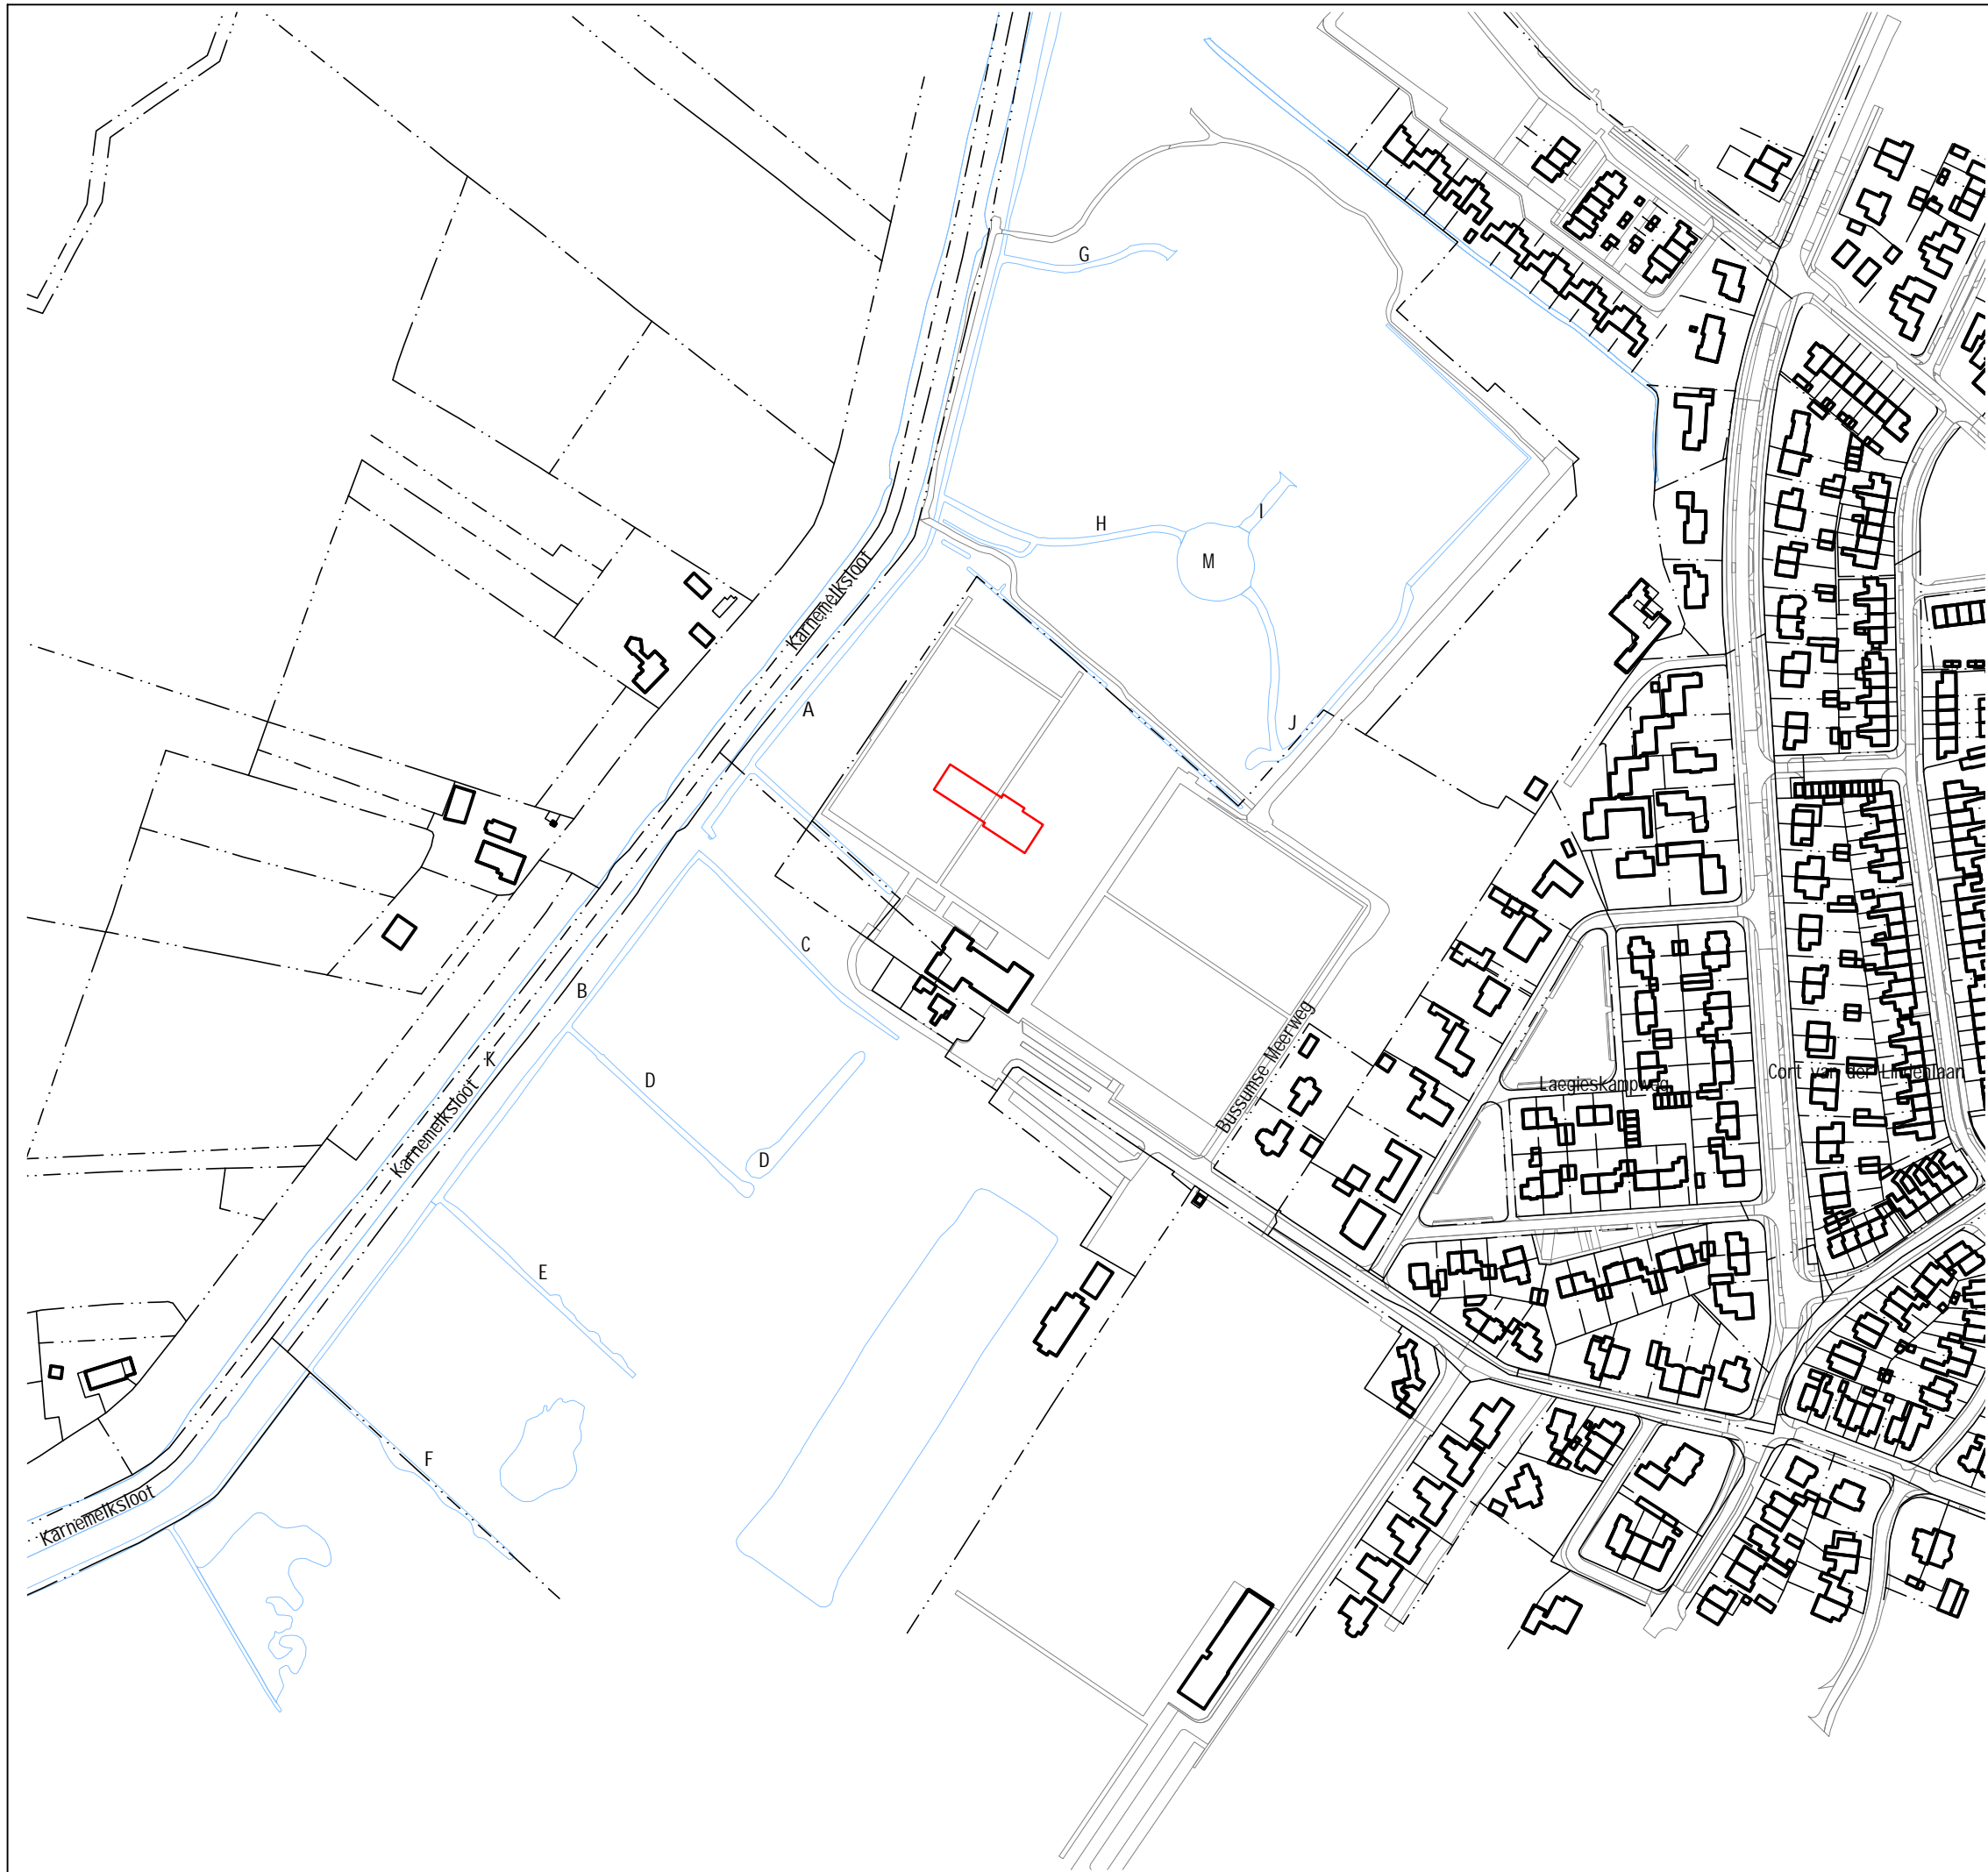 G
H
I
M
Karnemelksloot
A
J
C
B
Bussumse Meerweg
K
D
Laegieskampweg
Cort van der Lindenlaan
Karnemelksloot
D
E
F
Karnemelksloot